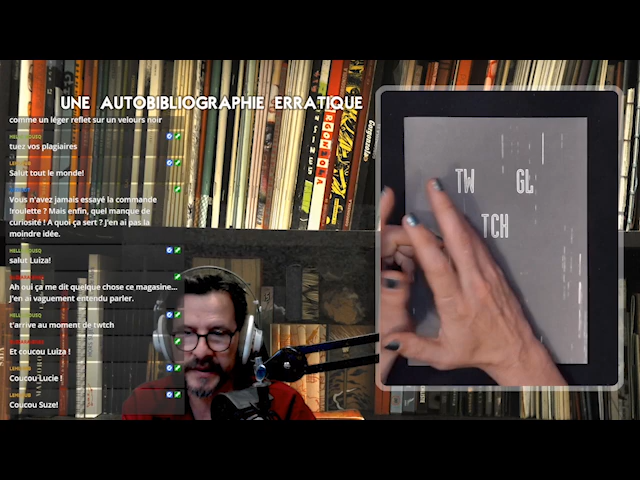 UNE AUTOBIBLIOGRAPHIE ERRATIQUE
comme un léger reflet sur un velours noir
tuez vos plagiaires
Salut tout le monde!
Vous n'avez jamais essayé la commande
!roulette ? Mais enfin, quel manque de
curiosité ! A quoi ça sert ? J'en ai pas la
moindre idée.
salut Luiza!
Ah oui ça me dit quelque chose ce magasine...
J'en ai vaguement entendu parler.
t'arrive au moment de twtch
Et coucou Luiza !
Coucou Lucie !
Coucou Suze!
TW GL
TCH